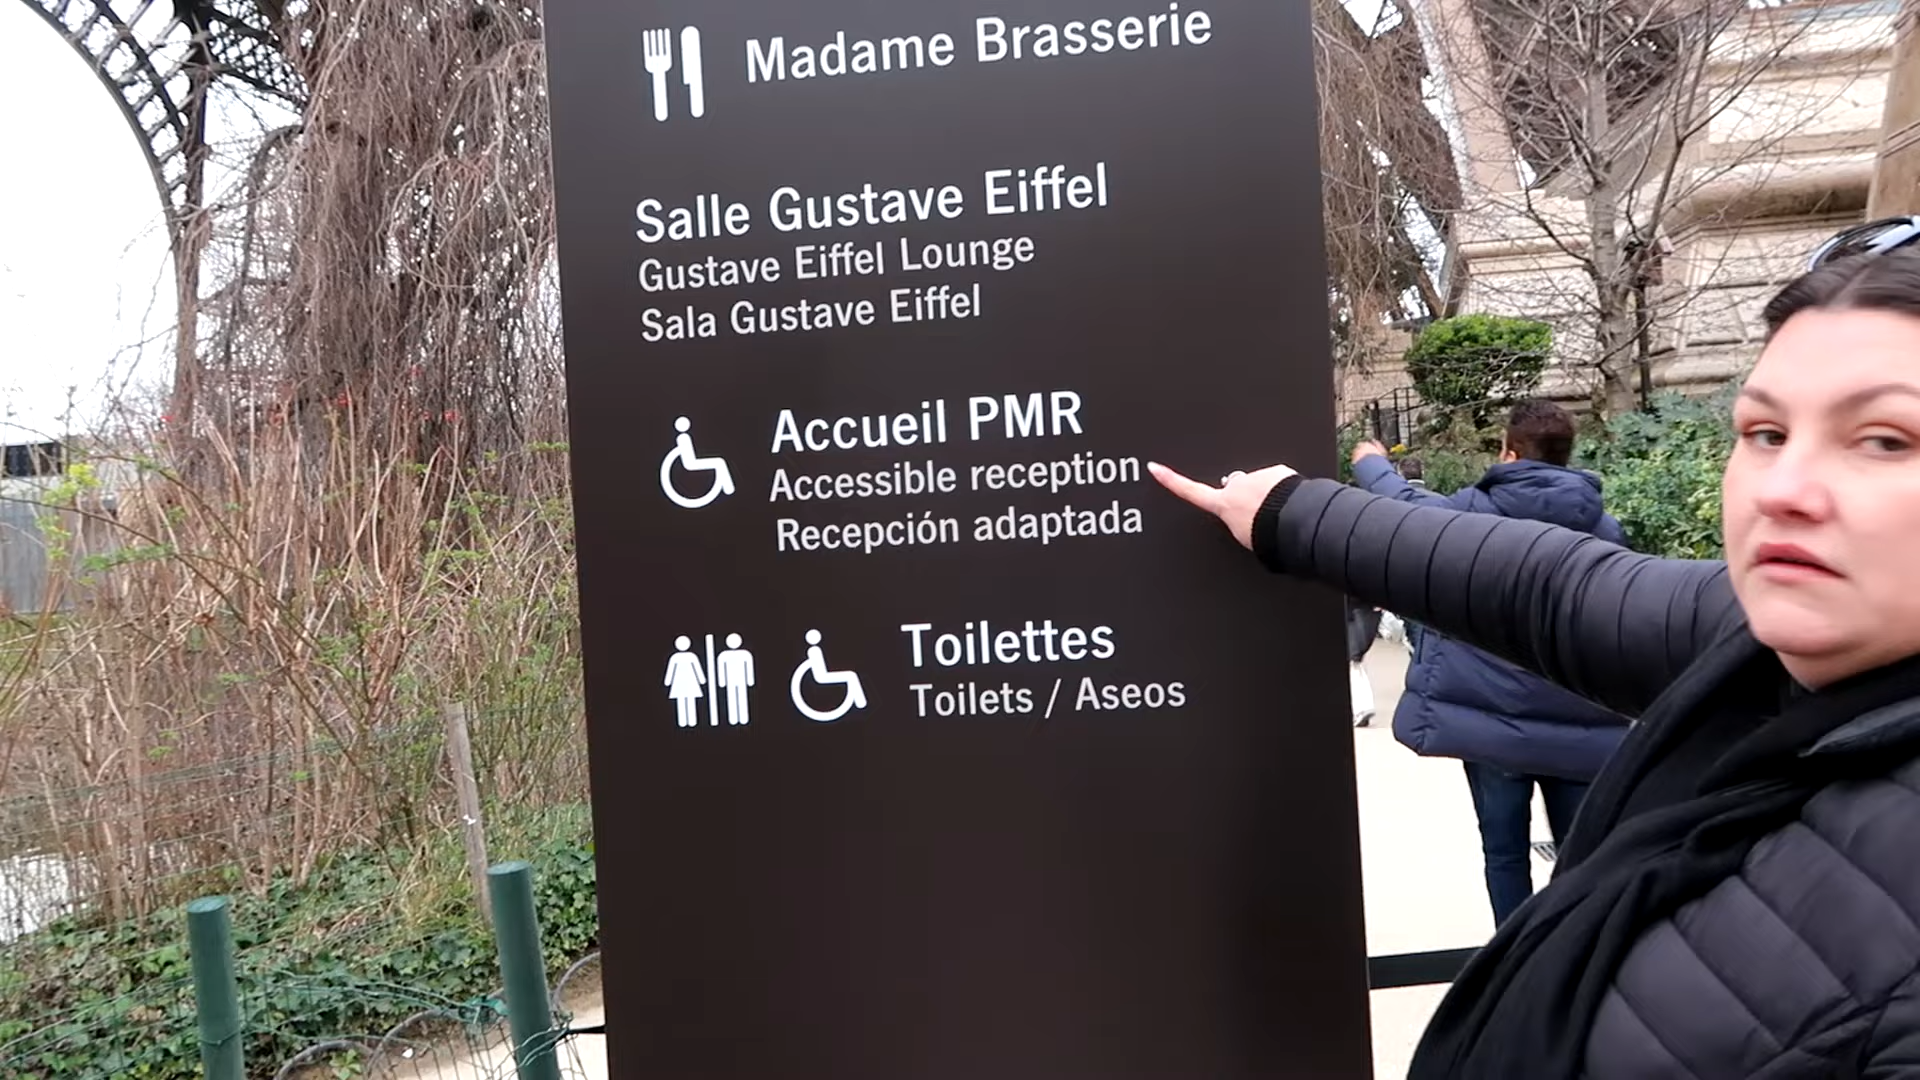 Madame Brasserie
Salle Gustave Eiffel
Gustave Eiffel Lounge
Sala Gustave Eiffel
Accueil PMR
Accessible reception
Recepción adaptada
Toilettes
Toilets / Aseos